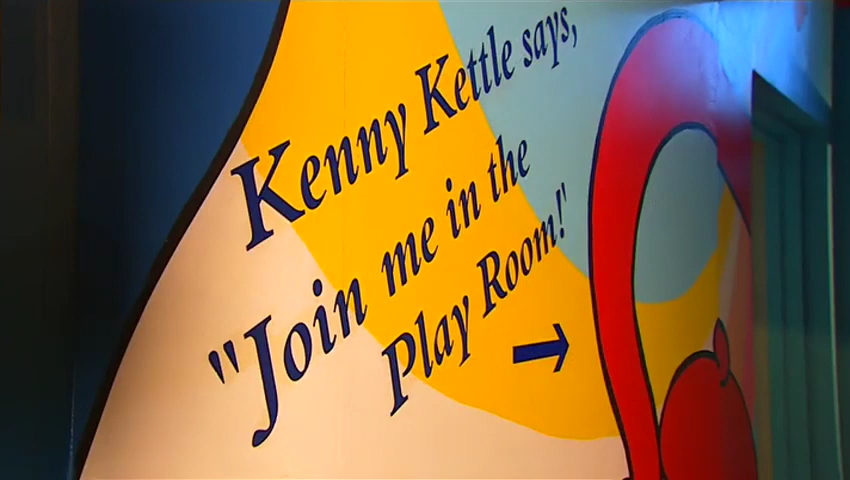 Kenny Kettle says,
"Join me in the
Play Room!'